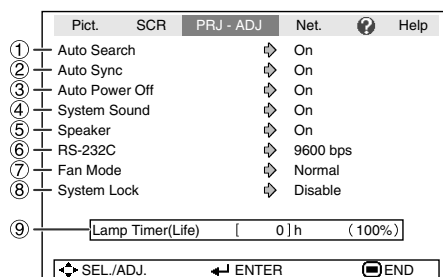 Pict. SCR PRJ - ADJ Net. ? Help
① Auto Search On
② Auto Sync On
③ Auto Power Off On
④ System Sound On
⑤ Speaker On
⑥ RS-232C 9600 bps
⑦ Fan Mode Normal
⑧ System Lock Disable
⑨ Lamp Timer(Life) [ 0 ] h (100%)
SEL./ADJ. ENTER END